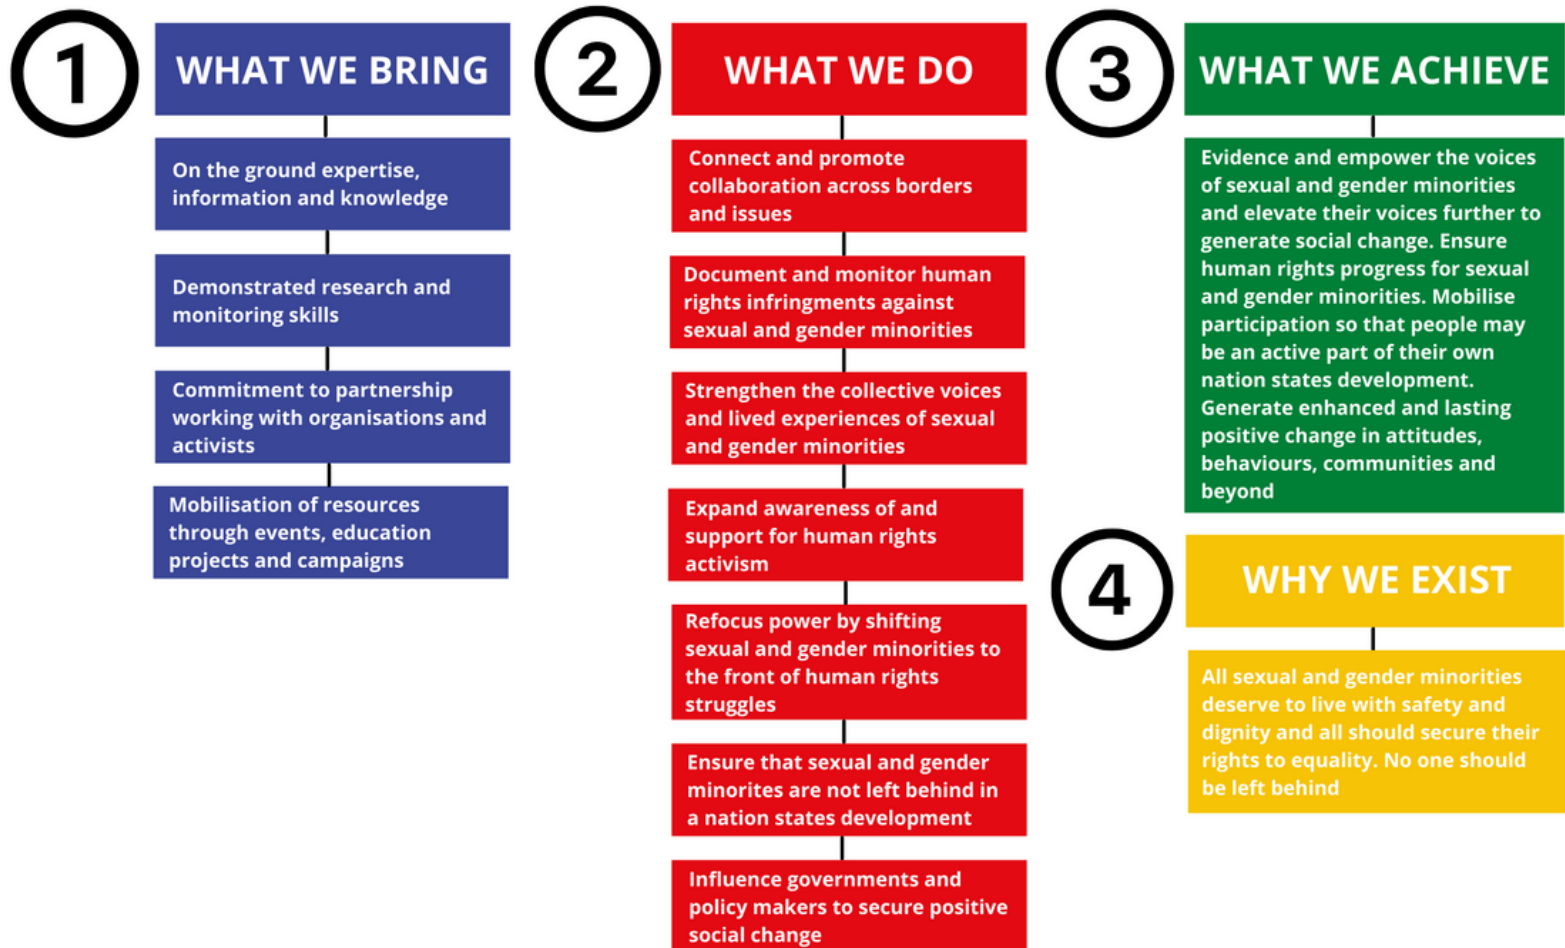 1
WHAT WE BRING
On the ground expertise,
information and knowledge
Demonstrated research and
monitoring skills
Commitment to partnership
working with organisations and
activists
Mobilisation of resources
through events, education
projects and campaigns
2
WHAT WE DO
Connect and promote
collaboration across borders
and issues
Document and monitor human
rights infringments against
sexual and gender minorities
Strengthen the collective voices
and lived experiences of sexual
and gender minorities
Expand awareness of and
support for human rights
activism
Refocus power by shifting
sexual and gender minorities to
the front of human rights
struggles
Ensure that sexual and gender
minorites are not left behind in
a nation states development
Influence governments and
policy makers to secure positive
social change
3
WHAT WE ACHIEVE
Evidence and empower the voices
of sexual and gender minorities
and elevate their voices further to
generate social change. Ensure
human rights progress for sexual
and gender minorities. Mobilise
participation so that people may
be an active part of their own
nation states development.
Generate enhanced and lasting
positive change in attitudes,
behaviours, communities and
beyond
4
WHY WE EXIST
All sexual and gender minorities
deserve to live with safety and
dignity and all should secure their
rights to equality. No one should
be left behind